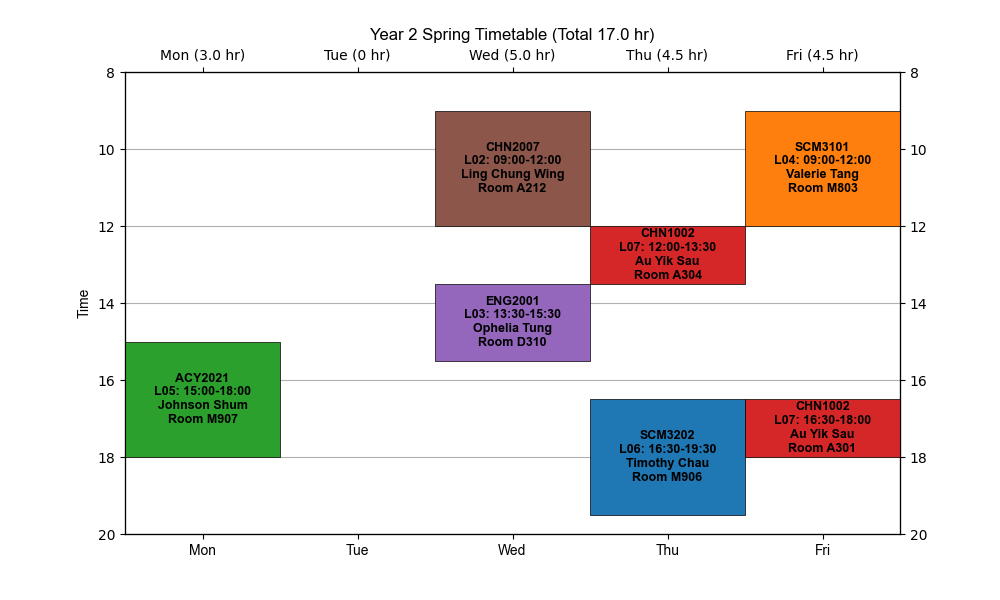 Year 2 Spring Timetable (Total 17.0 hr)
Mon (3.0 hr) Tue (0 hr) Wed (5.0 hr) Thu (4.5 hr) Fri (4.5 hr)
8 8
CHN2007
L02: 09:00-12:00
Ling Chung Wing
Room A212
SCM3101
L04: 09:00-12:00
Valerie Tang
Room M803
10 10
12 12
CHN1002
L07: 12:00-13:30
Au Yik Sau
Room A304
Time
14 14
ENG2001
L03: 13:30-15:30
Ophelia Tung
Room D310
ACY2021
L05: 15:00-18:00
Johnson Shum
Room M907
16 16
SCM3202
L06: 16:30-19:30
Timothy Chau
Room M906
CHN1002
L07: 16:30-18:00
Au Yik Sau
Room A301
18 18
20 20
Mon Tue Wed Thu Fri